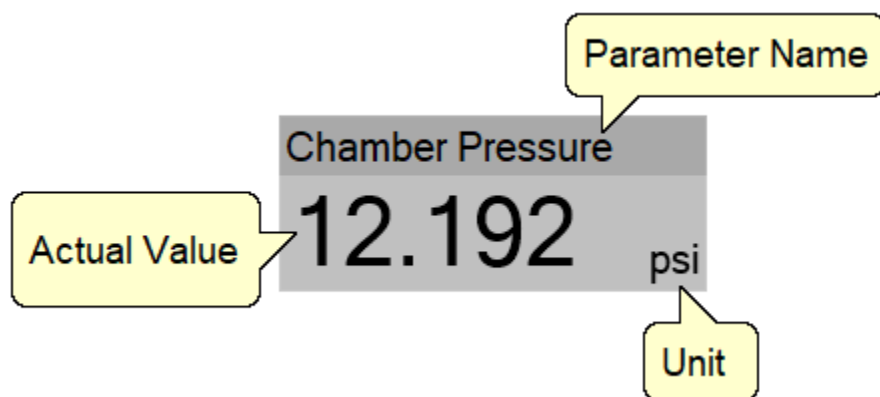 Parameter Name
Chamber Pressure
Actual Value
12.192
psi
Unit